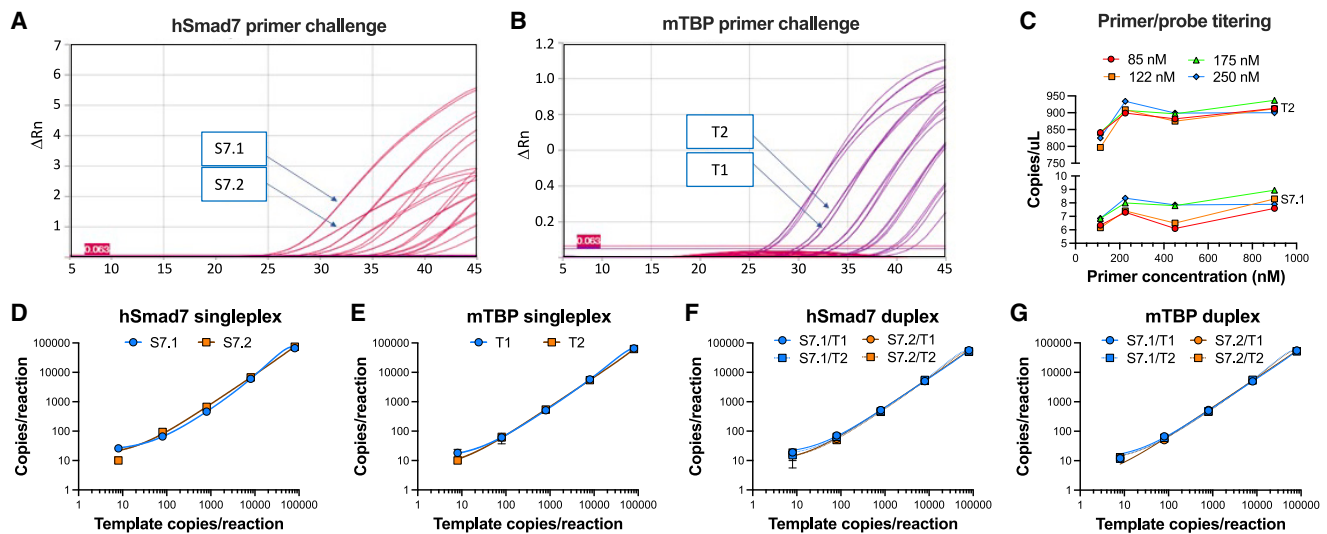 A
hSmad7 primer challenge
7
6
5
4
3
2
1
ΔRn
S7.1
S7.2
0.063
5 10 15 20 25 30 35 40 45
B
mTBP primer challenge
1.2
1.0
0.8
0
0.4
0.2
ΔRn
T2
T1
0.063
5 10 15 20 25 30 35 40 45
C
Primer/probe titering
85 nM 175 nM
122 nM 250 nM
950
900
850
800
750
10
9
8
7
6
5
Copies/uL
T2
S7.1
0 200 400 600 800 1000
Primer concentration (nM)
D
hSmad7 singleplex
S7.1 S7.2
100000
10000
1000
100
10
1
Copies/reaction
1 10 100 1000 10000 100000
Template copies/reaction
E
mTBP singleplex
T1 T2
100000
10000
1000
100
10
1
Copies/reaction
1 10 100 1000 10000 100000
Template copies/reaction
F
hSmad7 duplex
S7.1/T1 S7.2/T1
S7.1/T2 S7.2/T2
100000
10000
1000
100
10
1
Copies/reaction
1 10 100 1000 10000 100000
Template copies/reaction
G
mTBP duplex
S7.1/T1 S7.2/T1
S7.1/T2 S7.2/T2
100000
10000
1000
100
10
1
Copies/reaction
1 10 100 1000 10000 100000
Template copies/reaction